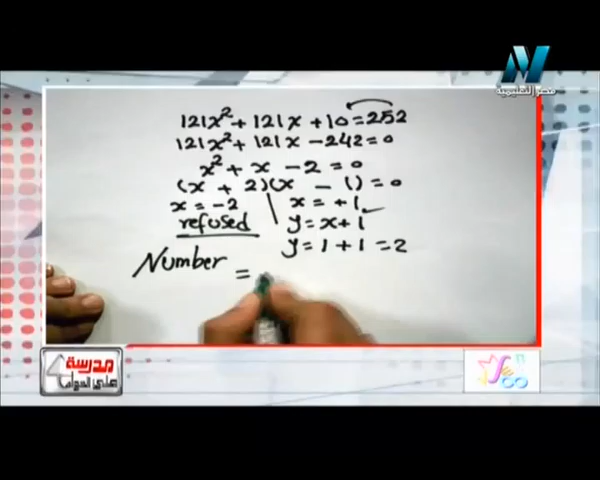 مصر التعليمية
121x² + 121x + 10 = 252
121x² + 121x - 242 = 0
x² + x - 2 = 0
(x + 2)(x - 1) = 0
x = -2 x = +1 ✓
refused y = x + 1
y = 1 + 1 = 2
Number =
مدرسة
على الهواء